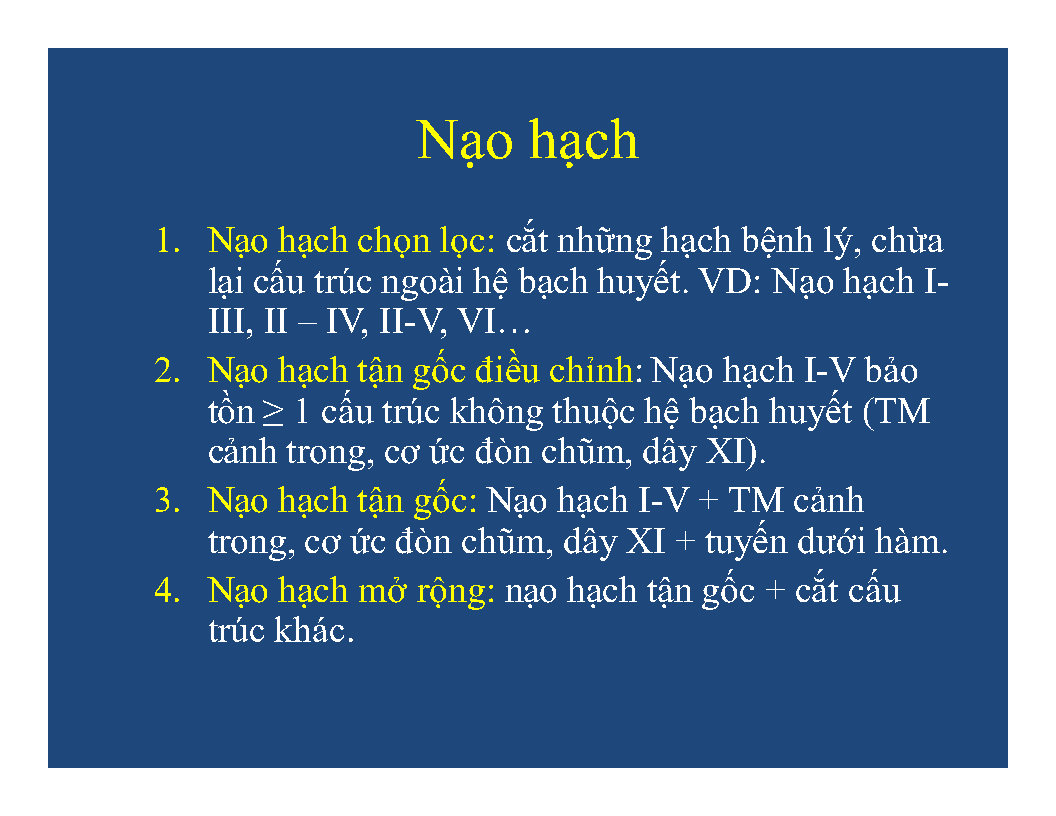 Nạo hạch
1. Nạo hạch chọn lọc: cắt những hạch bệnh lý, chừa
lại cấu trúc ngoài hệ bạch huyết. VD: Nạo hạch I-
III, II – IV, II-V, VI…
2. Nạo hạch tận gốc điều chỉnh: Nạo hạch I-V bảo
tồn ≥ 1 cấu trúc không thuộc hệ bạch huyết (TM
cảnh trong, cơ ức đòn chũm, dây XI).
3. Nạo hạch tận gốc: Nạo hạch I-V + TM cảnh
trong, cơ ức đòn chũm, dây XI + tuyến dưới hàm.
4. Nạo hạch mở rộng: nạo hạch tận gốc + cắt cấu
trúc khác.